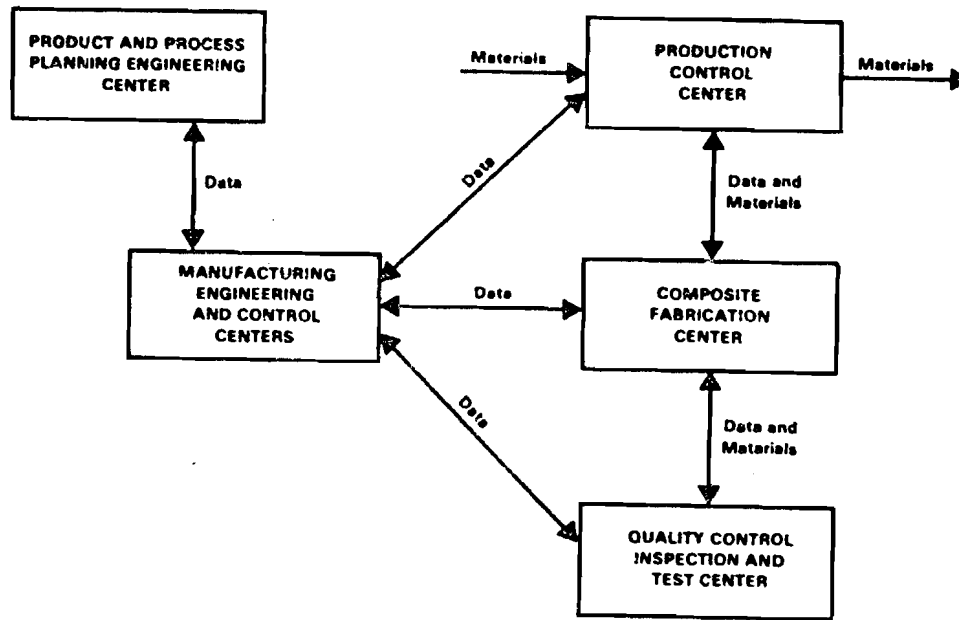 PRODUCT AND PROCESS
PLANNING ENGINEERING
CENTER
Materials
PRODUCTION
CONTROL
CENTER
Materials
Data
Data
Data and
Materials
MANUFACTURING
ENGINEERING
AND CONTROL
CENTERS
Data
COMPOSITE
FABRICATION
CENTER
Data
Data and
Matarials
QUALITY CONTROL
INSPECTION AND
TEST CENTER